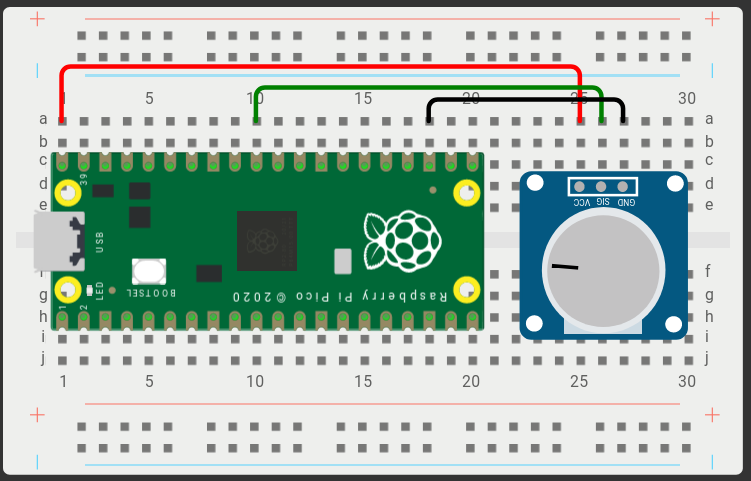 1 5 10 15 20 25 30
a a
b b
c c
d d
e e
39
VCC SIG GND
USB
BOOTSEL
LED
Raspberry Pi Pico © 2020
1 2
f f
g g
h h
i i
j j
1 5 10 15 20 25 30